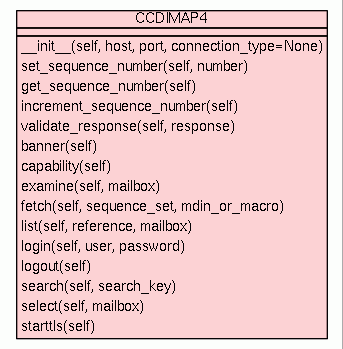 CCDIMAP4
__init__(self, host, port, connection_type=None)
set_sequence_number(self, number)
get_sequence_number(self)
increment_sequence_number(self)
validate_response(self, response)
banner(self)
capability(self)
examine(self, mailbox)
fetch(self, sequence_set, mdin_or_macro)
list(self, reference, mailbox)
login(self, user, password)
logout(self)
search(self, search_key)
select(self, mailbox)
starttls(self)